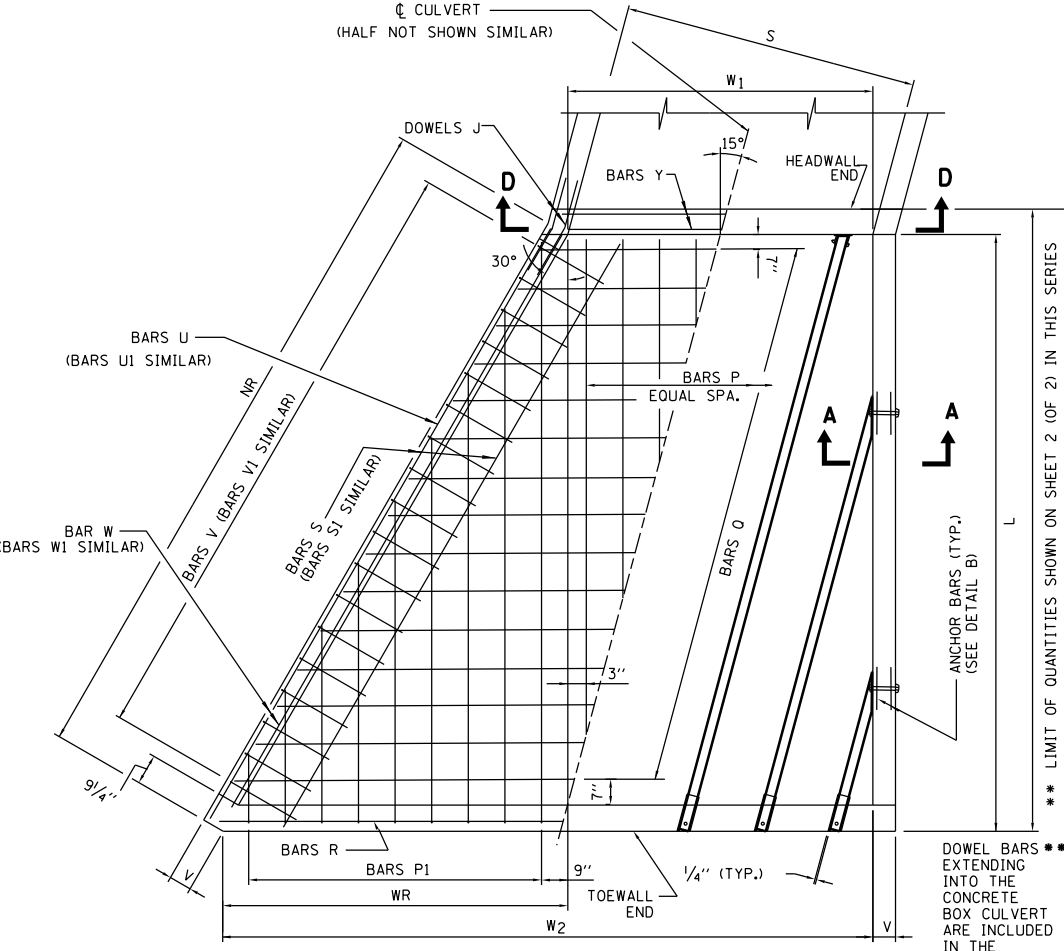 ℄ CULVERT
(HALF NOT SHOWN SIMILAR)
S
W1
DOWELS J
15°
HEADWALL
END
BARS Y
D
D
30°
7"
BARS U
(BARS U1 SIMILAR)
NR
BARS V (BARS V1 SIMILAR)
BARS P
EQUAL SPA.
A
A
BARS S
(BARS S1 SIMILAR)
BAR W
(BARS W1 SIMILAR)
BARS Q
L
ANCHOR BARS (TYP.)
(SEE DETAIL B)
** LIMIT OF QUANTITIES SHOWN ON SHEET 2 (OF 2) IN THIS SERIES
3"
9 1/4"
7"
V
BARS R
BARS P1
9"
1/4" (TYP.)
WR
TOEWALL
END
W2
V
DOWEL BARS **
EXTENDING
INTO THE
CONCRETE
BOX CULVERT
ARE INCLUDED
IN THE